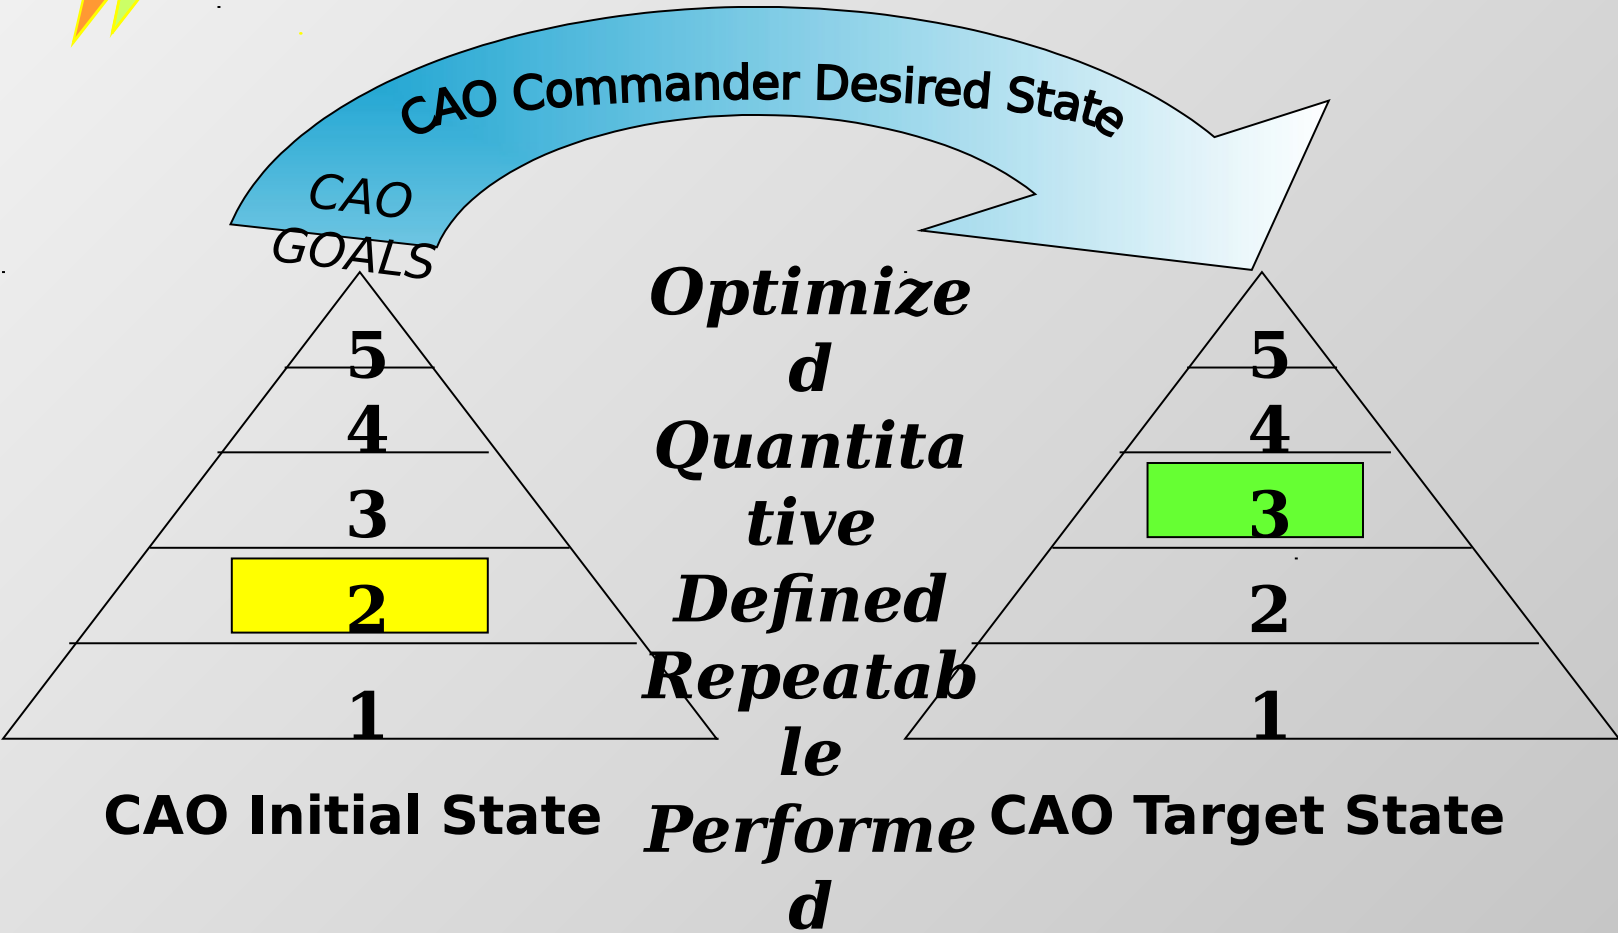 CAO Commander Desired State
CAO
GOALS
5
4
3
2
1
CAO Initial State
Optimize
d
Quantita
tive
Defined
Repeatab
le
Performe
d
5
4
3
2
1
CAO Target State